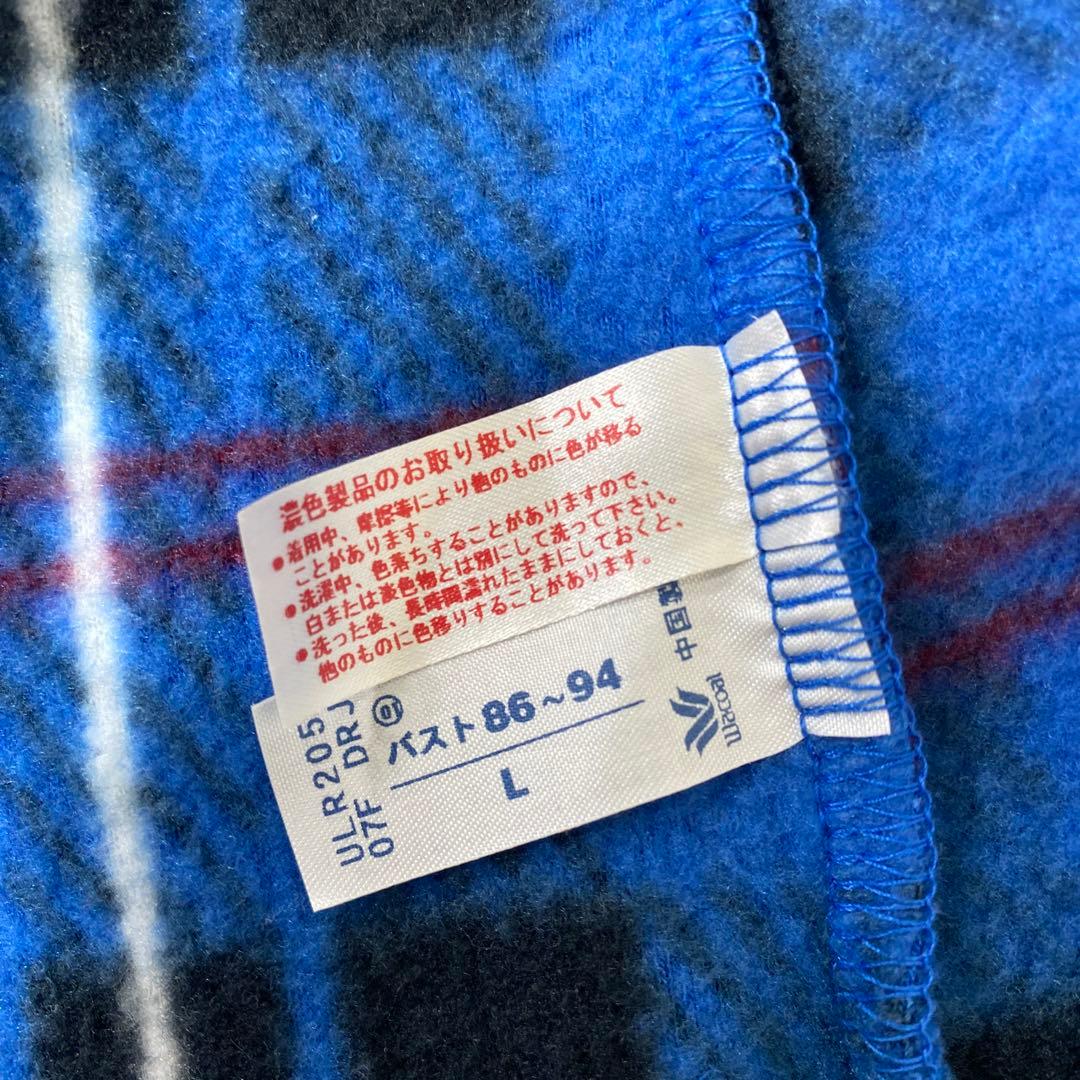 濃色製品のお取り扱いについて
●着用中、摩擦等により他のものに色が移る
ことがあります。
●洗濯中、色落ちすることがありますので、
白または淡色物とは別にして洗って下さい。
●洗った後、長時間濡れたままにしておくと、
他のものに色移りすることがあります。
ULR205
07F DRJ
バスト86~94
L
Wacoal
中国製